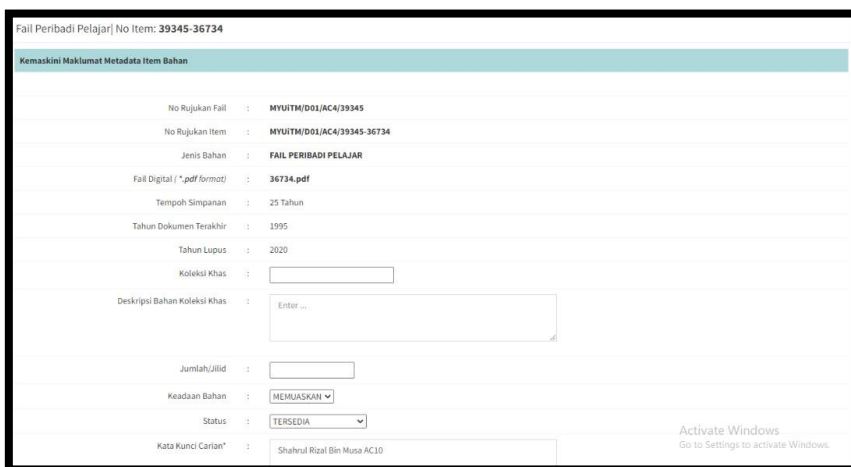 Fail Peribadi Pelajar| No Item: 39345-36734
Kemaskini Maklumat Metadata Item Bahan
No Rujukan Fail : MYUiTM/D01/AC4/39345
No Rujukan Item : MYUiTM/D01/AC4/39345-36734
Jenis Bahan : FAIL PERIBADI PELAJAR
Fail Digital ( *.pdf format) : 36734.pdf
Tempoh Simpanan : 25 Tahun
Tahun Dokumen Terakhir : 1995
Tahun Lupus : 2020
Koleksi Khas :
Deskripsi Bahan Koleksi Khas : Enter ...
Jumlah/Jilid :
Keadaan Bahan : MEMUASKAN
Status : TERSEDIA
Kata Kunci Carian* : Shahrul Rizal Bin Musa AC10
Activate Windows
Go to Settings to activate Windows.